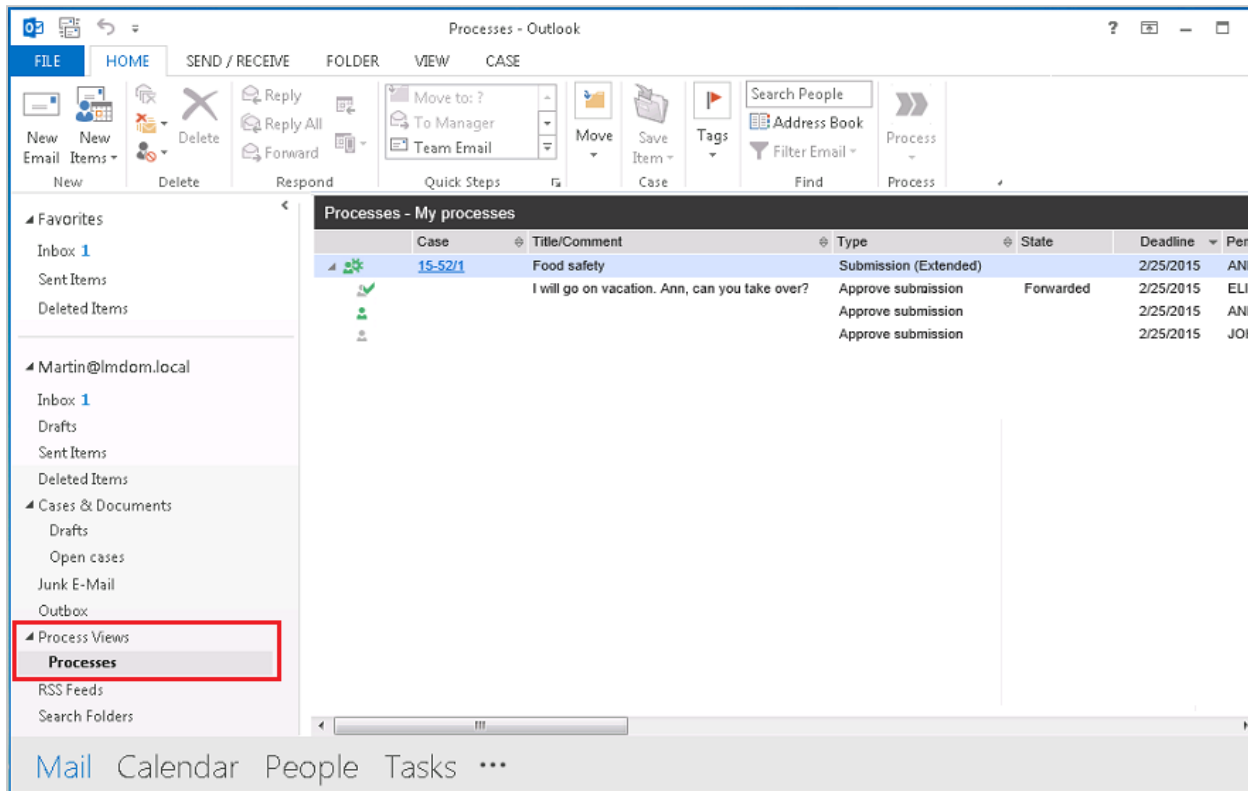 Processes - Outlook
FILE HOME SEND / RECEIVE FOLDER VIEW CASE
New Email
New Items
Delete
Reply
Reply All
Forward
Move to: ?
To Manager
Team Email
Move
Save Item
Tags
Search People
Address Book
Filter Email
Process
New Delete Respond Quick Steps Case Find Process
Favorites
Inbox 1
Sent Items
Deleted Items
Martin@lmdom.local
Inbox 1
Drafts
Sent Items
Deleted Items
Cases & Documents
Drafts
Open cases
Junk E-Mail
Outbox
Process Views
Processes
RSS Feeds
Search Folders
Processes - My processes
Case Title/Comment Type State Deadline Per
15-52/1 Food safety Submission (Extended) 2/25/2015 AN
I will go on vacation. Ann, can you take over? Approve submission Forwarded 2/25/2015 ELI
Approve submission 2/25/2015 AN
Approve submission 2/25/2015 JO
Mail Calendar People Tasks ...